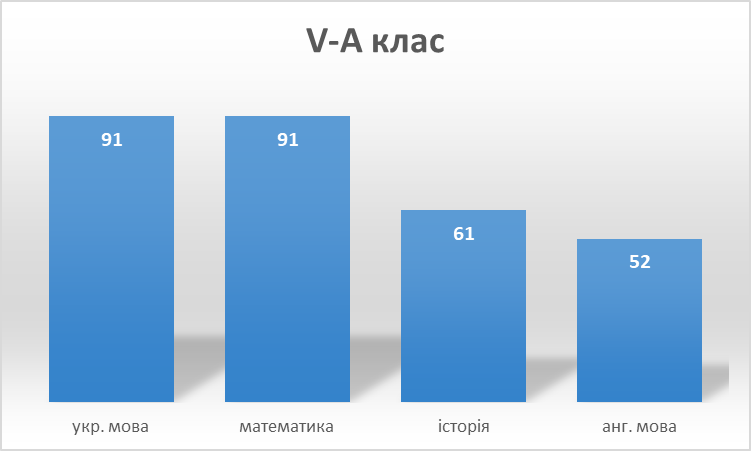 V-А клас
91
91
61
52
укр. мова
математика
історія
анг. мова